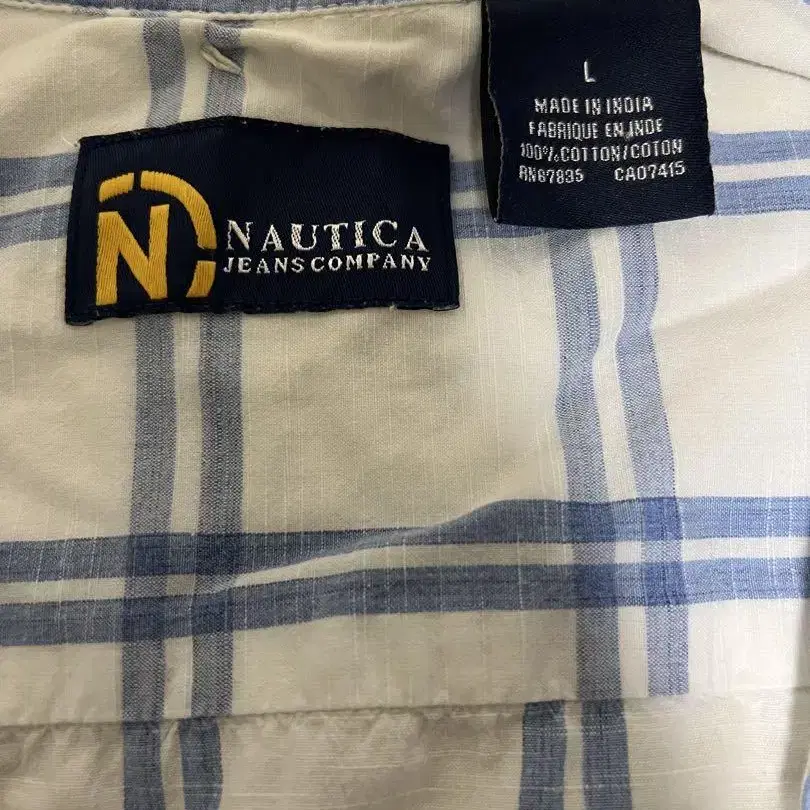 N
NAUTICA
JEANS COMPANY
L
MADE IN INDIA
FABRIQUE EN INDE
100% COTTON/COTON
RN67835 CA07415